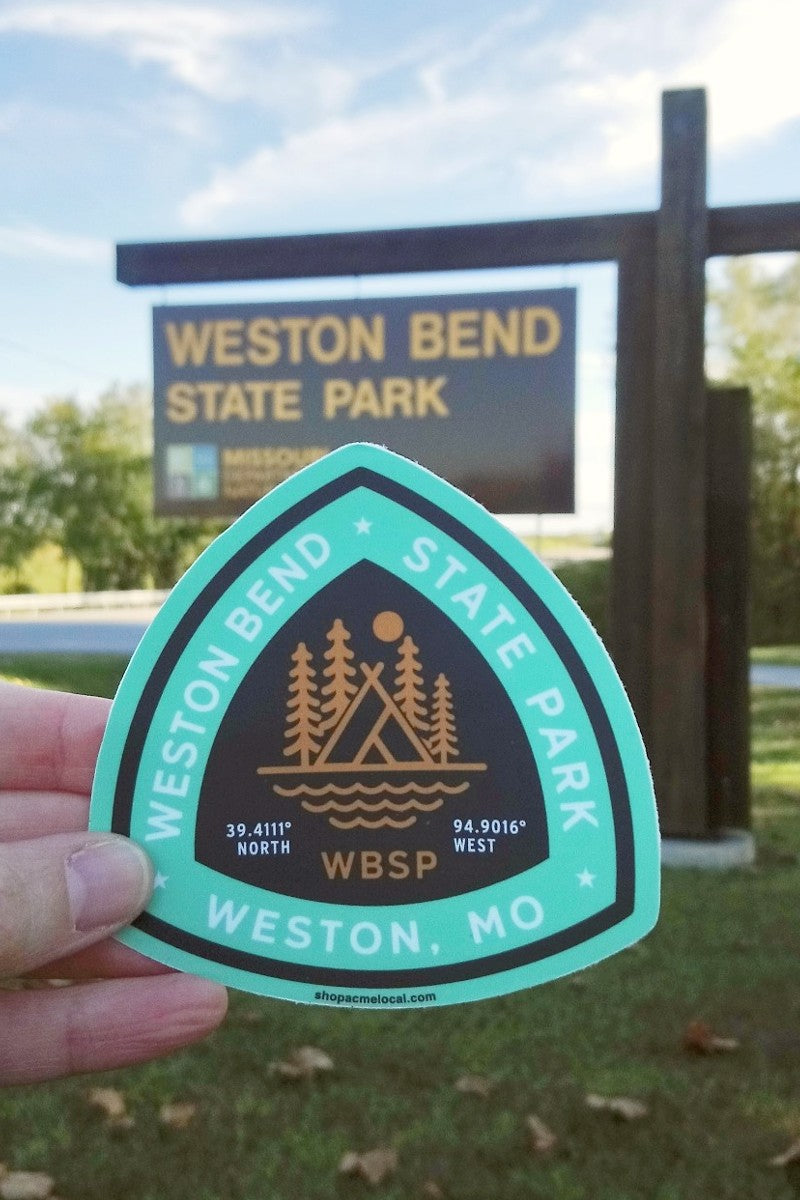 WESTON BEND
STATE PARK
MISSOURI
WESTON BEND STATE PARK
39.4111°
NORTH
94.9016°
WEST
WBSP
WESTON, MO
shopacmelocal.com